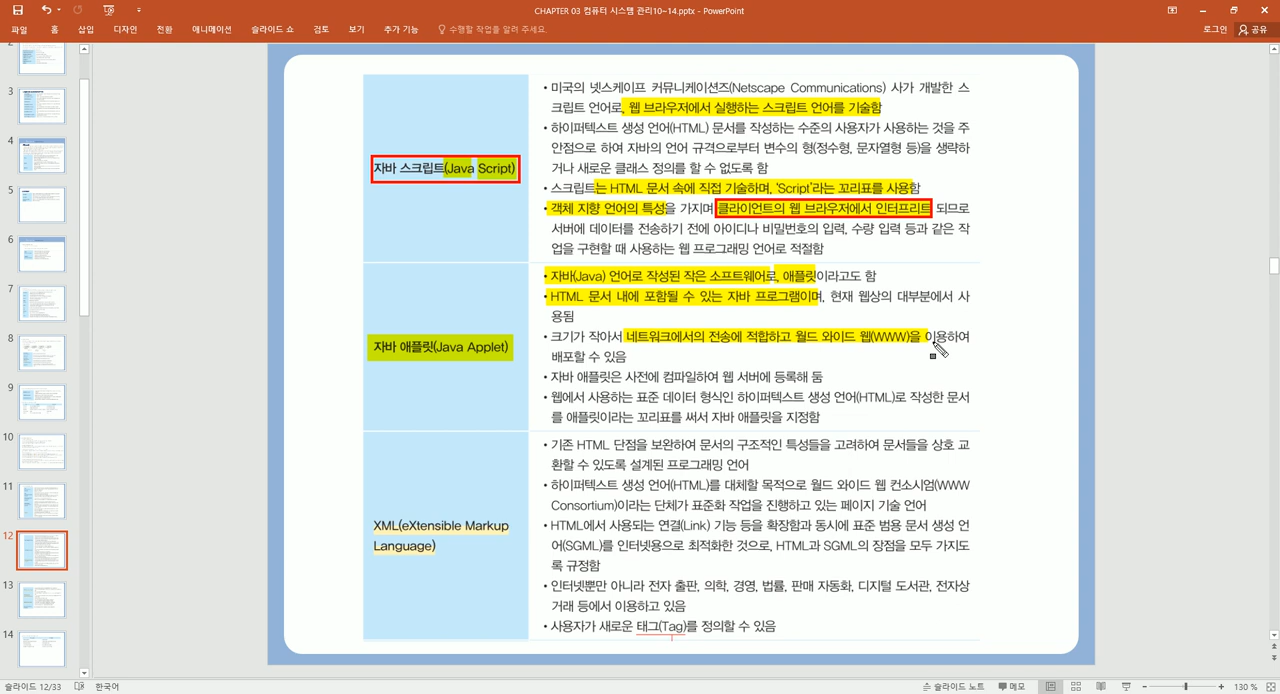 CHAPTER 03 컴퓨터 시스템 관리10~14.pptx - PowerPoint
파일 홈 삽입 디자인 전환 애니메이션 슬라이드 쇼 검토 보기 추가 기능 수행할 작업을 알려 주세요. 로그인 공유
2
3
4
5
6
7
8
9
10
11
12
13
14
자바 스크립트(Java Script)
• 미국의 넷스케이프 커뮤니케이션즈(Netscape Communications) 사가 개발한 스
크립트 언어로, 웹 브라우저에서 실행하는 스크립트 언어를 기술함
• 하이퍼텍스트 생성 언어(HTML) 문서를 작성하는 수준의 사용자가 사용하는 것을 주
안점으로 하여 자바의 언어 규격으로부터 변수의 형(정수형, 문자열형 등)을 생략하
거나 새로운 클래스 정의를 할 수 없도록 함
• 스크립트는 HTML 문서 속에 직접 기술하며, ‘Script’라는 꼬리표를 사용함
• 객체 지향 언어의 특성을 가지며 클라이언트의 웹 브라우저에서 인터프리트 되므로
서버에 데이터를 전송하기 전에 아이디나 비밀번호의 입력, 수량 입력 등과 같은 작
업을 구현할 때 사용하는 웹 프로그래밍 언어로 적절함
자바 애플릿(Java Applet)
• 자바(Java) 언어로 작성된 작은 소프트웨어로, 애플릿이라고도 함
• HTML 문서 내에 포함될 수 있는 자바 프로그램이며, 현재 웹상의 대부분에서 사
용됨
• 크기가 작아서 네트워크에서의 전송에 적합하고 월드 와이드 웹(WWW)을 이용하여
배포할 수 있음
• 자바 애플릿은 사전에 컴파일하여 웹 서버에 등록해 둠
• 웹에서 사용하는 표준 데이터 형식인 하이퍼텍스트 생성 언어(HTML)로 작성한 문서
를 애플릿이라는 꼬리표를 써서 자바 애플릿을 지정함
XML(eXtensible Markup
Language)
• 기존 HTML 단점을 보완하여 문서의 구조적인 특성들을 고려하여 문서들을 상호 교
환할 수 있도록 설계된 프로그래밍 언어
• 하이퍼텍스트 생성 언어(HTML)를 대체할 목적으로 월드 와이드 웹 컨소시엄(WWW
Consortium)이라는 단체가 표준화 작업을 진행하고 있는 페이지 기술 언어
• HTML에서 사용되는 연결(Link) 기능 등을 확장함과 동시에 표준 범용 문서 생성 언
어(SGML)를 인터넷용으로 최적화한 것으로, HTML과 SGML의 장점을 모두 가지도
록 규정함
• 인터넷뿐만 아니라 전자 출판, 의학, 경영, 법률, 판매 자동화, 디지털 도서관, 전자상
거래 등에서 이용하고 있음
• 사용자가 새로운 태그(Tag)를 정의할 수 있음
슬라이드 12/33 한국어 슬라이드 노트 메모 130 %